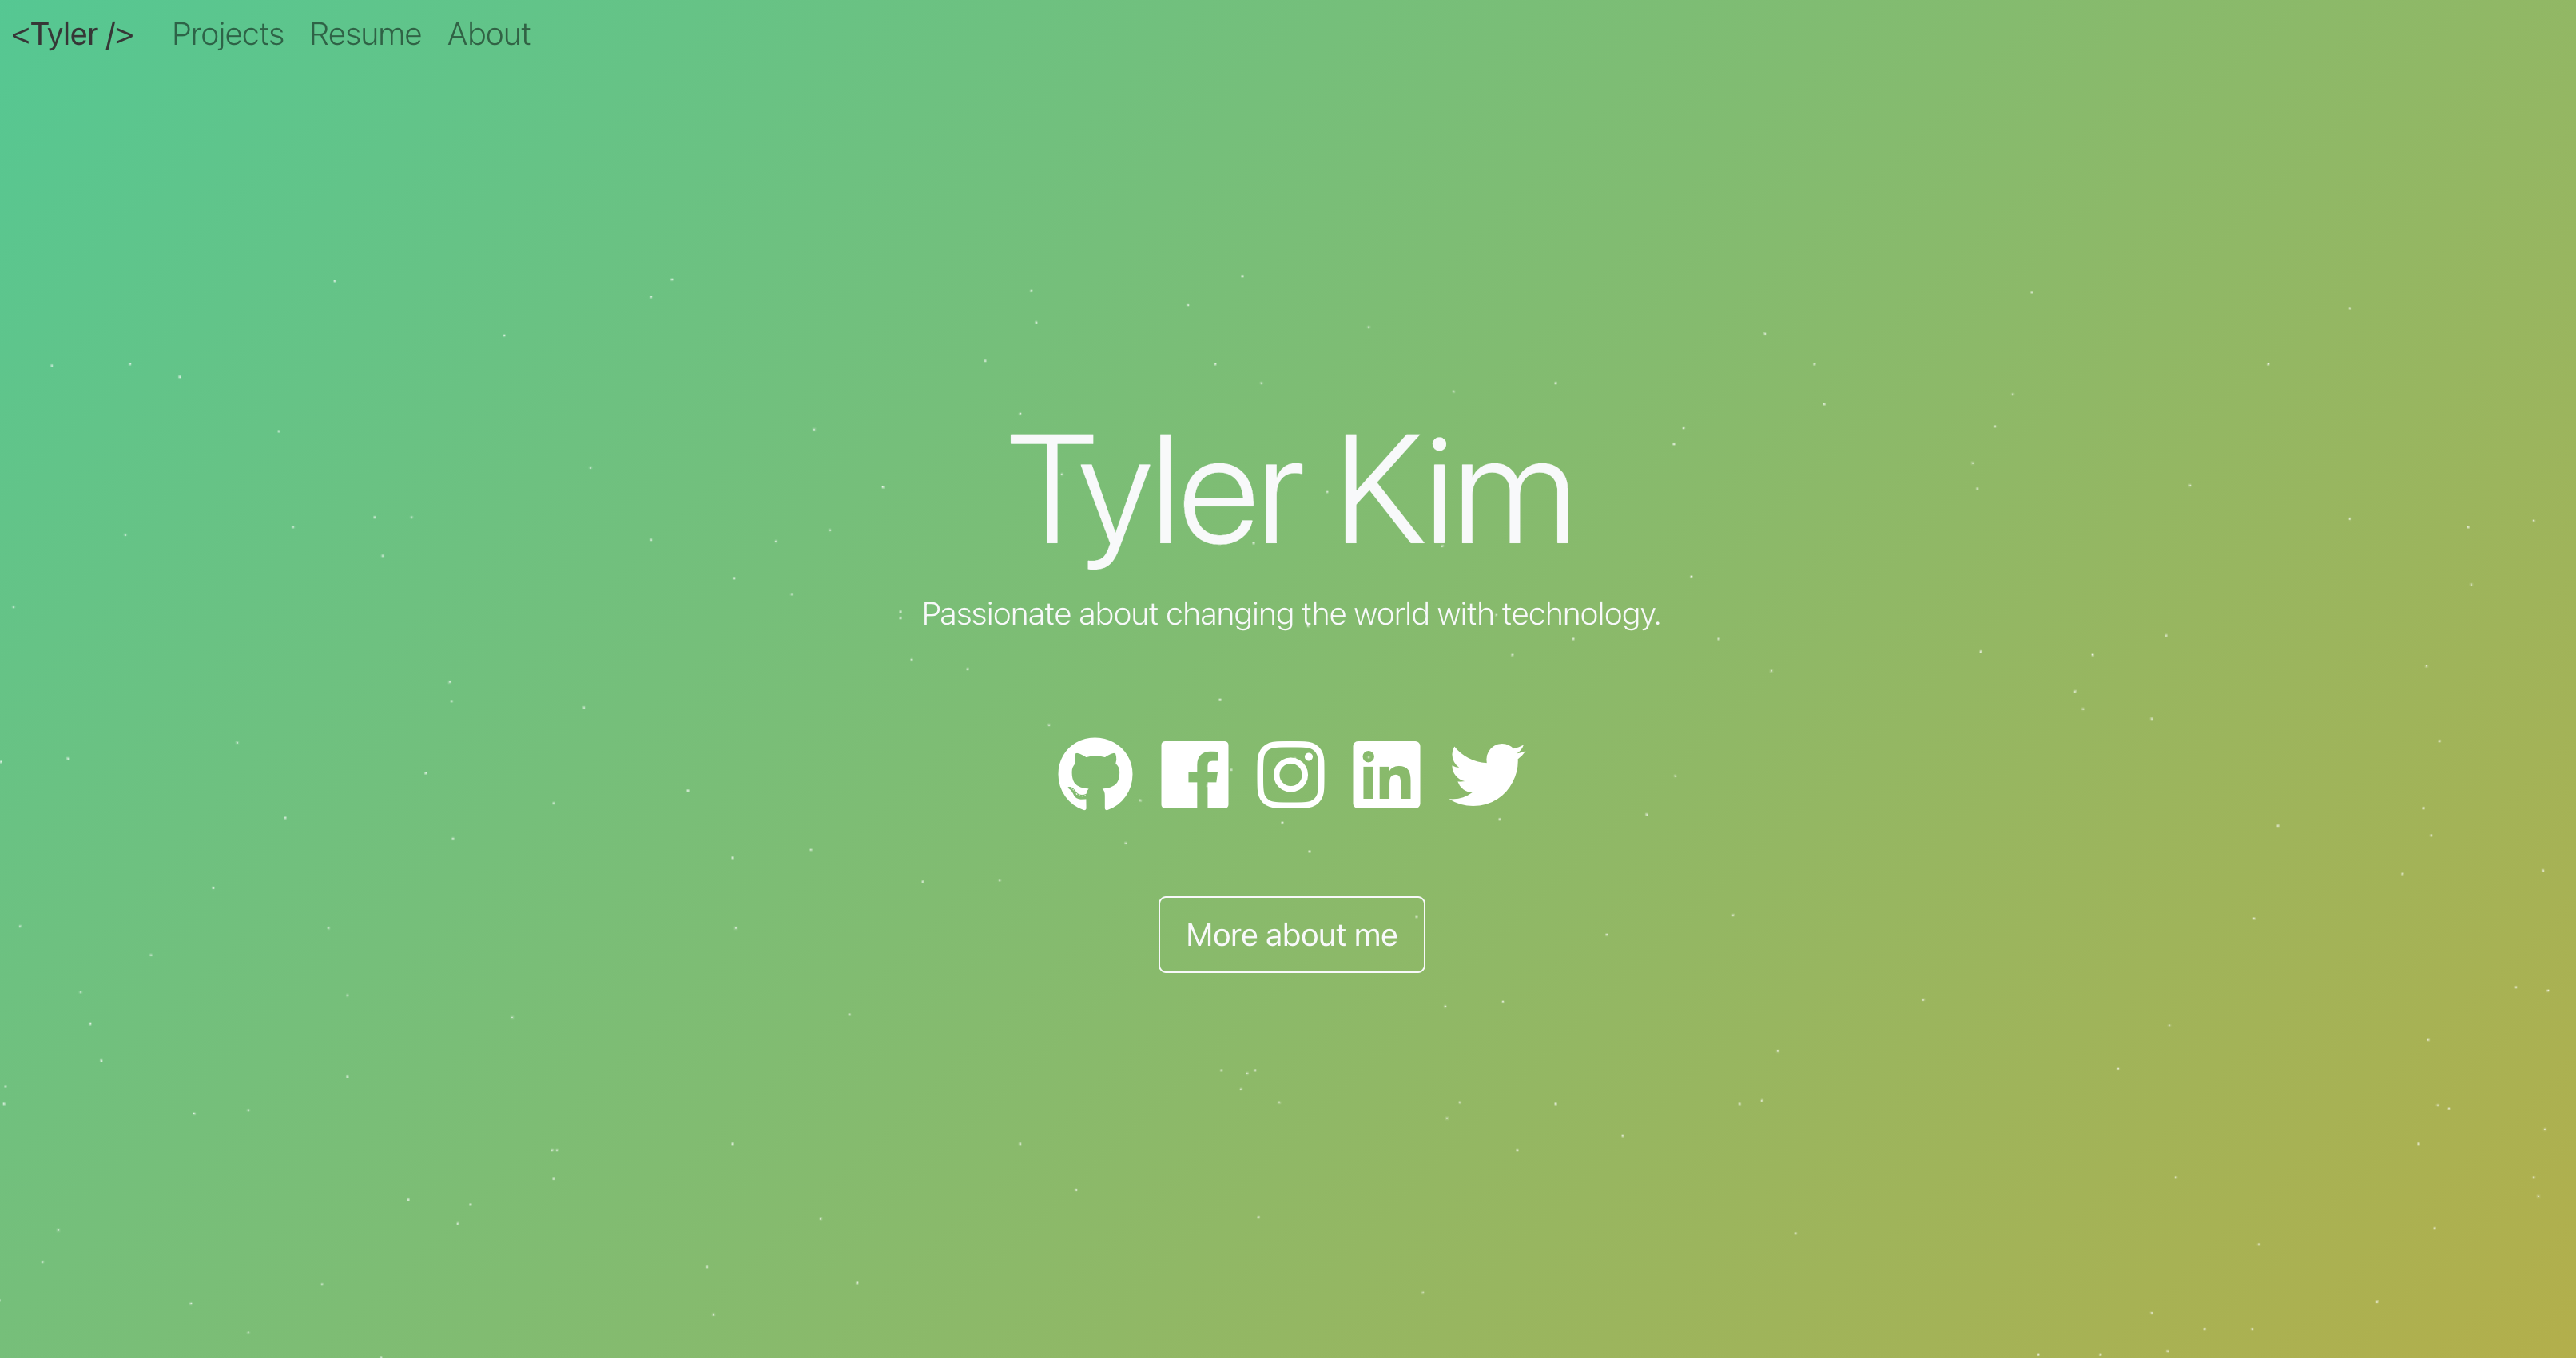 <Tyler /> Projects Resume About
Tyler Kim
Passionate about changing the world with technology.
More about me